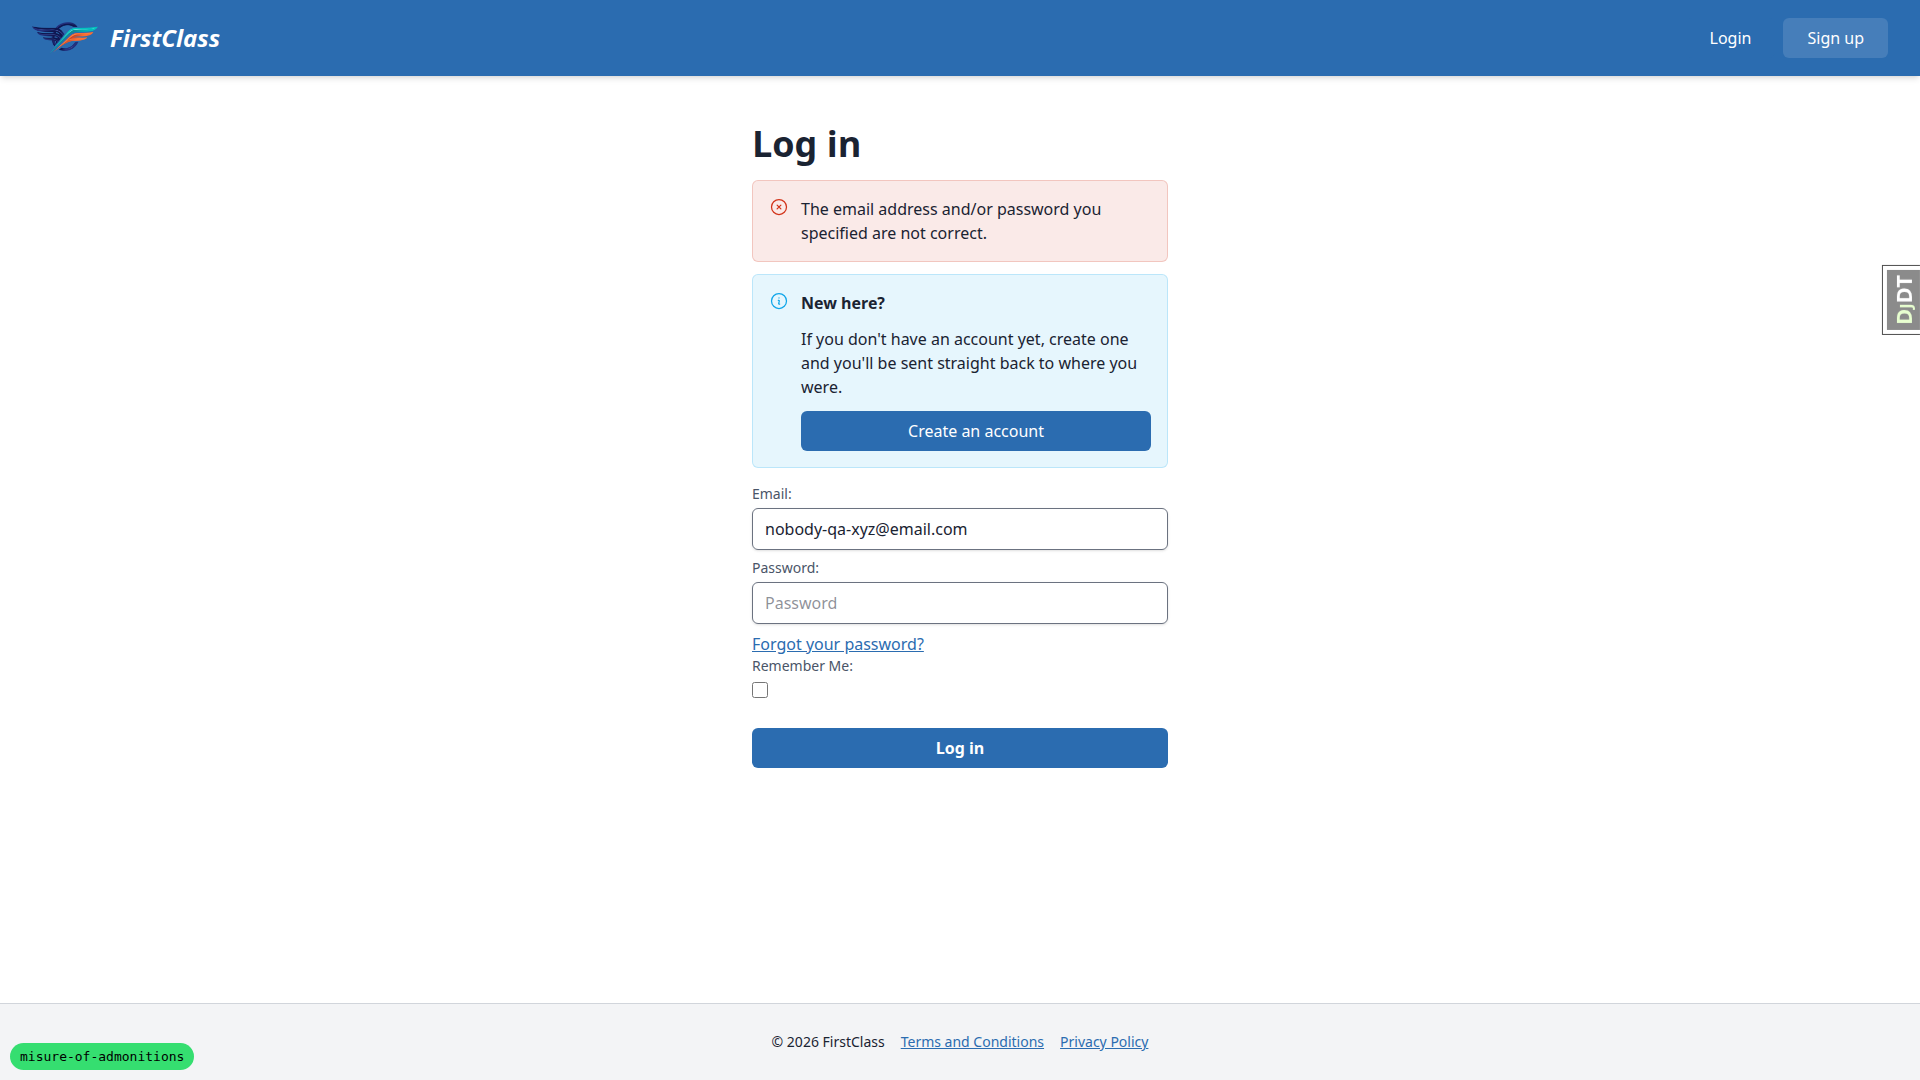 FirstClass
Login
Sign up
Log in
The email address and/or password you
specified are not correct.
New here?
If you don't have an account yet, create one
and you'll be sent straight back to where you
were.
Create an account
Email:
nobody-qa-xyz@email.com
Password:
Password
Forgot your password?
Remember Me:
Log in
DjDT
© 2026 FirstClass Terms and Conditions Privacy Policy
misure-of-admonitions